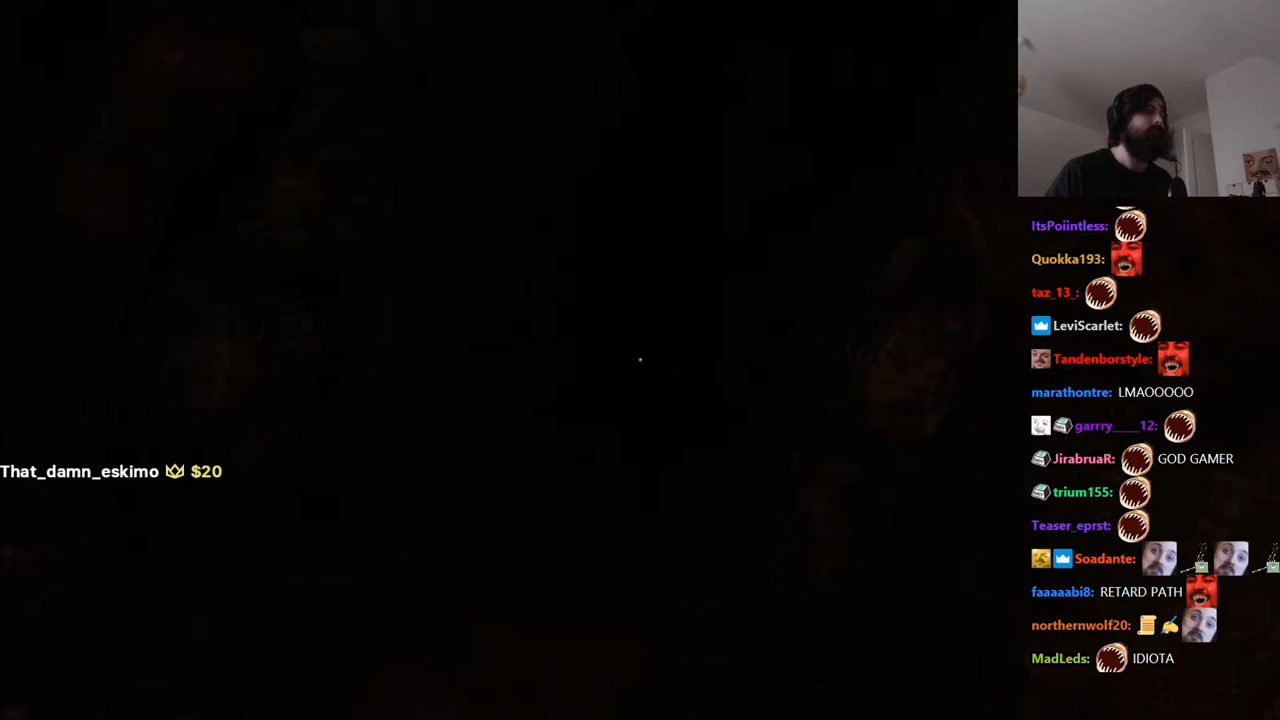 That_damn_eskimo $20
ItsPoiintless:
Quokka193:
taz_13_:
LeviScarlet:
Tandenborstyle:
marathontre: LMAOOOOO
garrry____12:
JirabruaR: GOD GAMER
trium155:
Teaser_eprst:
Soadante:
faaaaabi8: RETARD PATH
northernwolf20:
MadLeds: IDIOTA